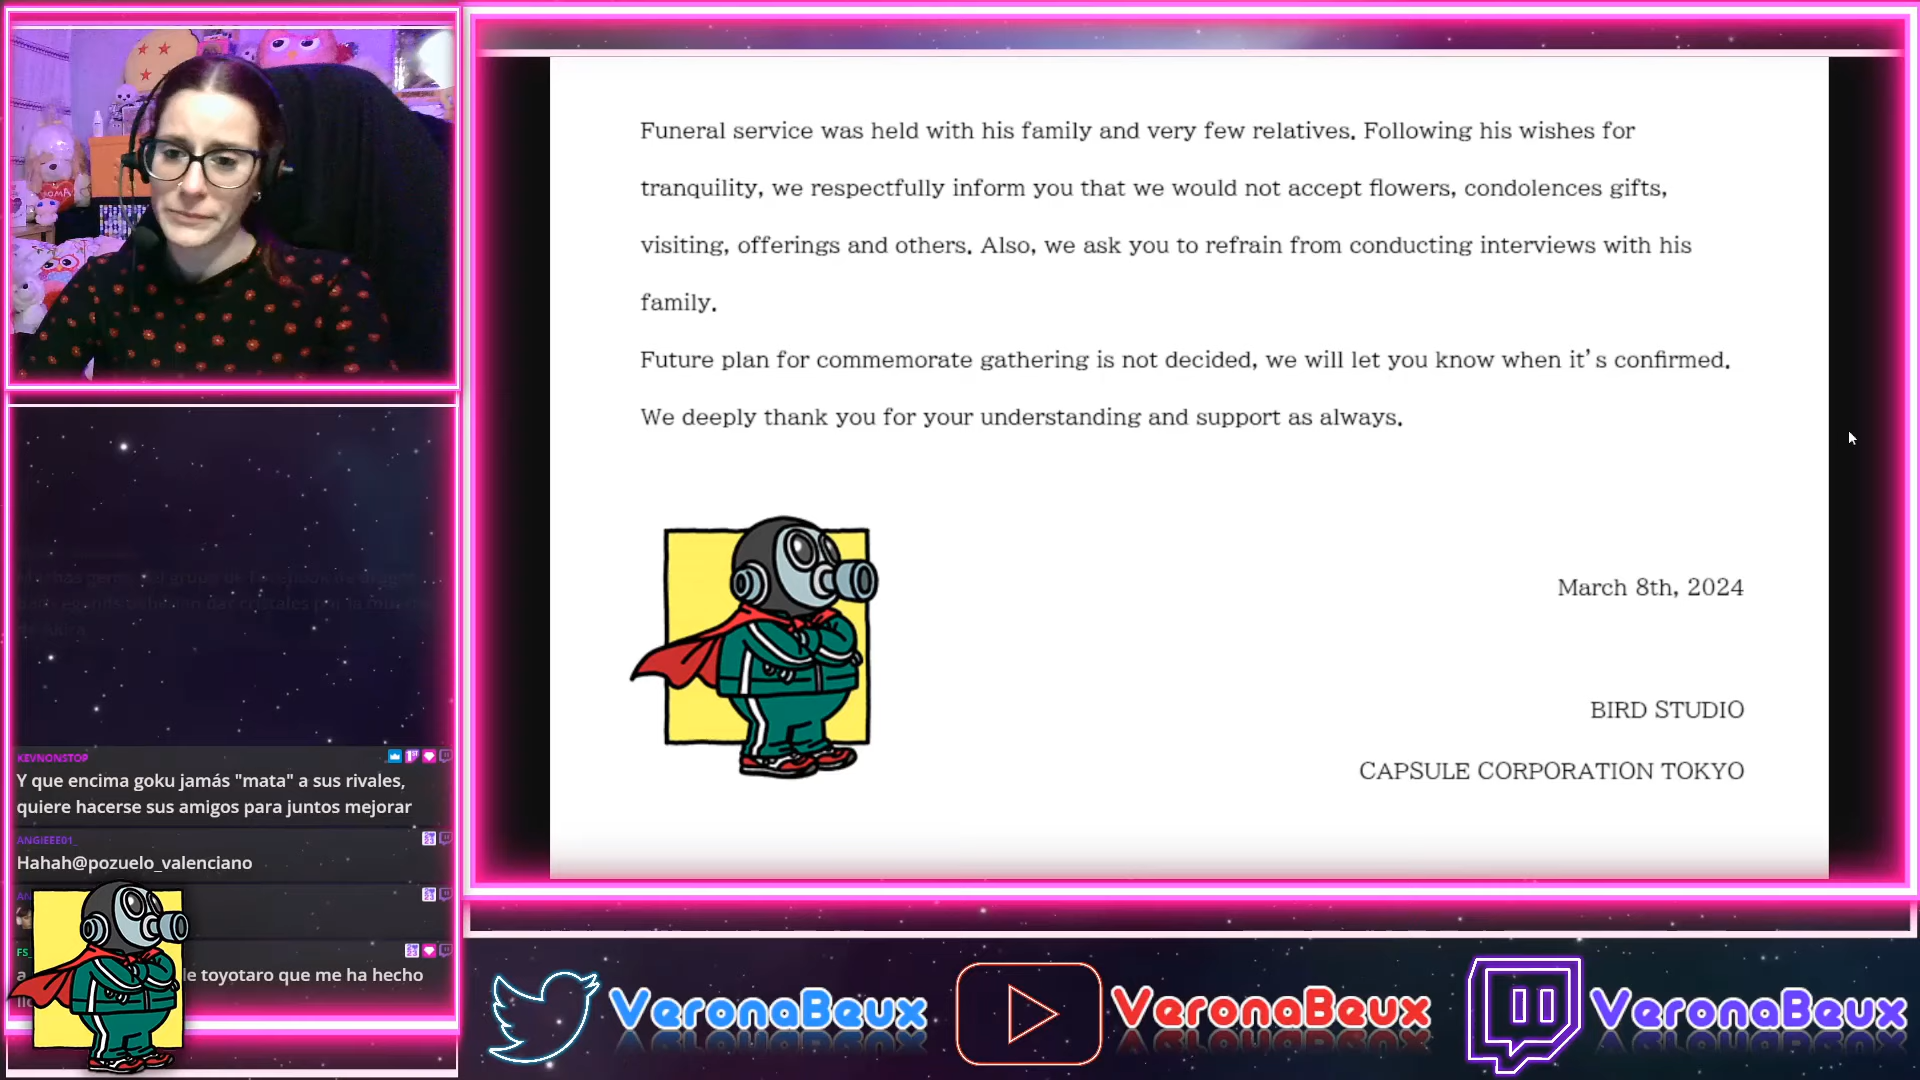 Funeral service was held with his family and very few relatives. Following his wishes for
tranquility, we respectfully inform you that we would not accept flowers, condolences gifts,
visiting, offerings and others. Also, we ask you to refrain from conducting interviews with his
family.
Future plan for commemorate gathering is not decided, we will let you know when it's confirmed.
We deeply thank you for your understanding and support as always.
March 8th, 2024
BIRD STUDIO
CAPSULE CORPORATION TOKYO
KEVNONSTOP
Y que encima goku jamás "mata" a sus rivales,
quiere hacerse sus amigos para juntos mejorar
ANGIEEE01_
Hahah@pozuelo_valenciano
toyotaro que me ha hecho
VeronaBeux
VeronaBeux
VeronaBeux